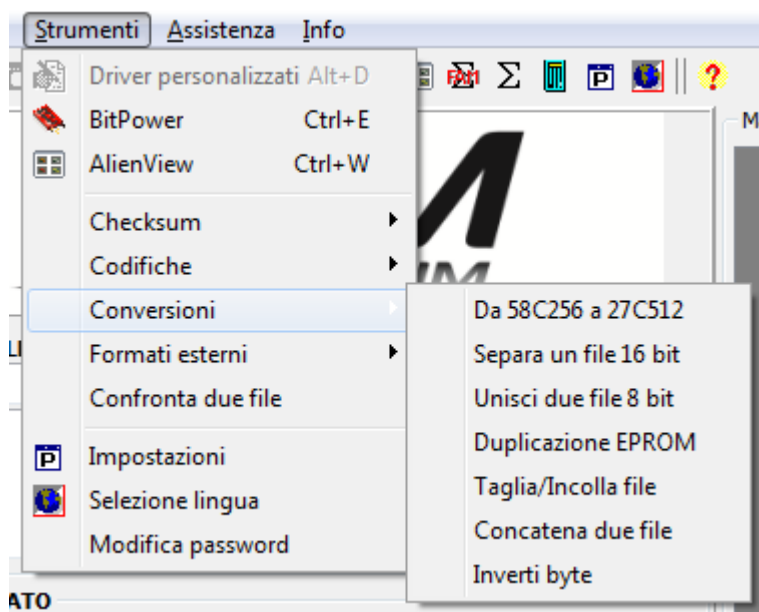 Strumenti Assistenza Info
Driver personalizzati Alt+D
FAM Σ P ?
BitPower Ctrl+E
AlienView Ctrl+W
Checksum
Codifiche
Conversioni
Da 58C256 a 27C512
Formati esterni
Separa un file 16 bit
Confronta due file
Unisci due file 8 bit
Duplicazione EPROM
P Impostazioni
Taglia/Incolla file
Selezione lingua
Concatena due file
Modifica password
Inverti byte
ATO